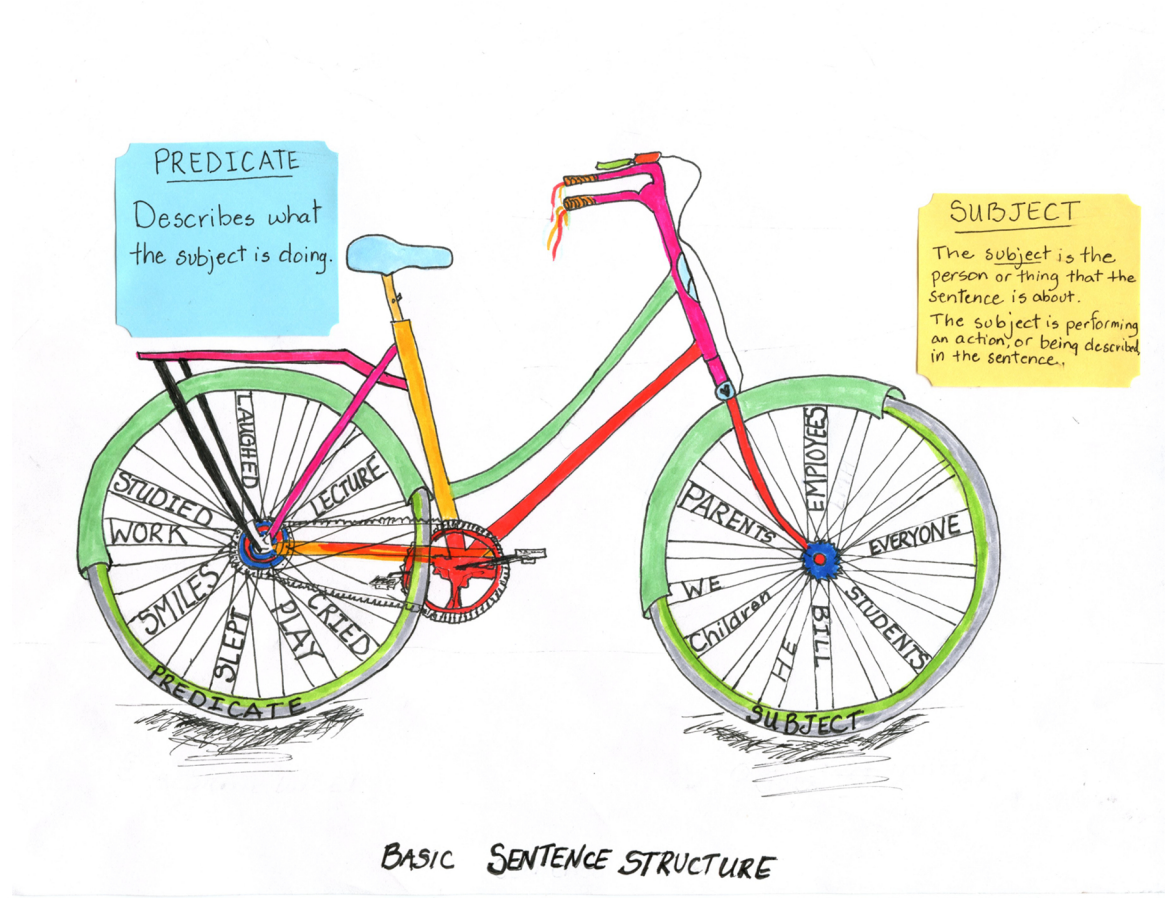 PREDICATE
Describes what
the subject is doing.
SUBJECT
The subject is the
person or thing that the
sentence is about.
The subject is performing
an action, or being described,
in the sentence.
LAUGHED
LECTURE
STUDIED
WORK
SMILES
SLEPT
PLAY
CRIED
PREDICATE
EMPLOYEES
PARENTS
EVERYONE
WE
Children
HE
BILL
STUDENTS
SUBJECT
BASIC SENTENCE STRUCTURE